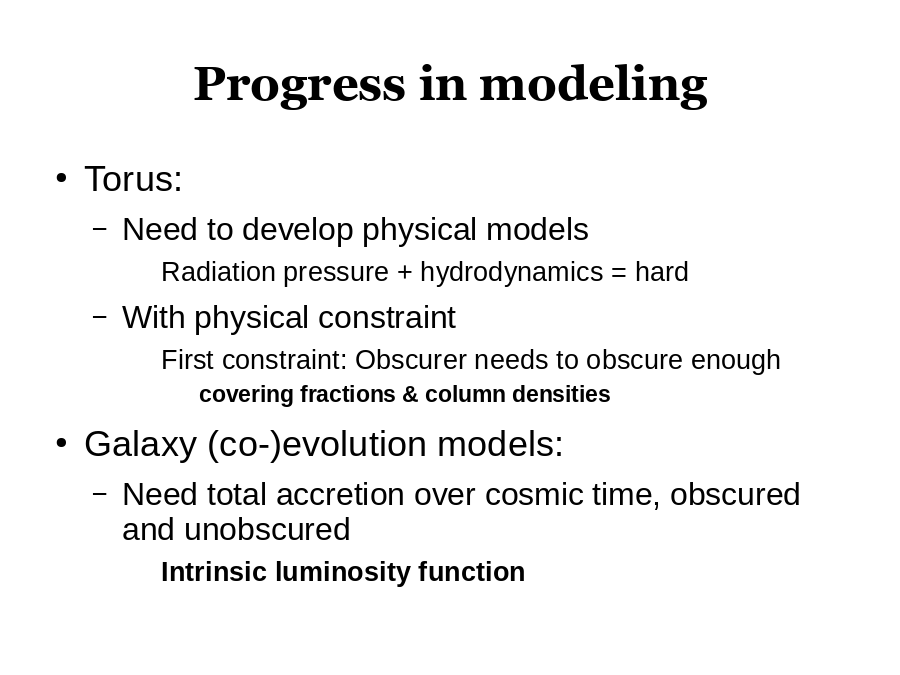 Progress in modeling
• Torus:
– Need to develop physical models
Radiation pressure + hydrodynamics = hard
– With physical constraint
First constraint: Obscurer needs to obscure enough
covering fractions & column densities
• Galaxy (co-)evolution models:
– Need total accretion over cosmic time, obscured
and unobscured
Intrinsic luminosity function